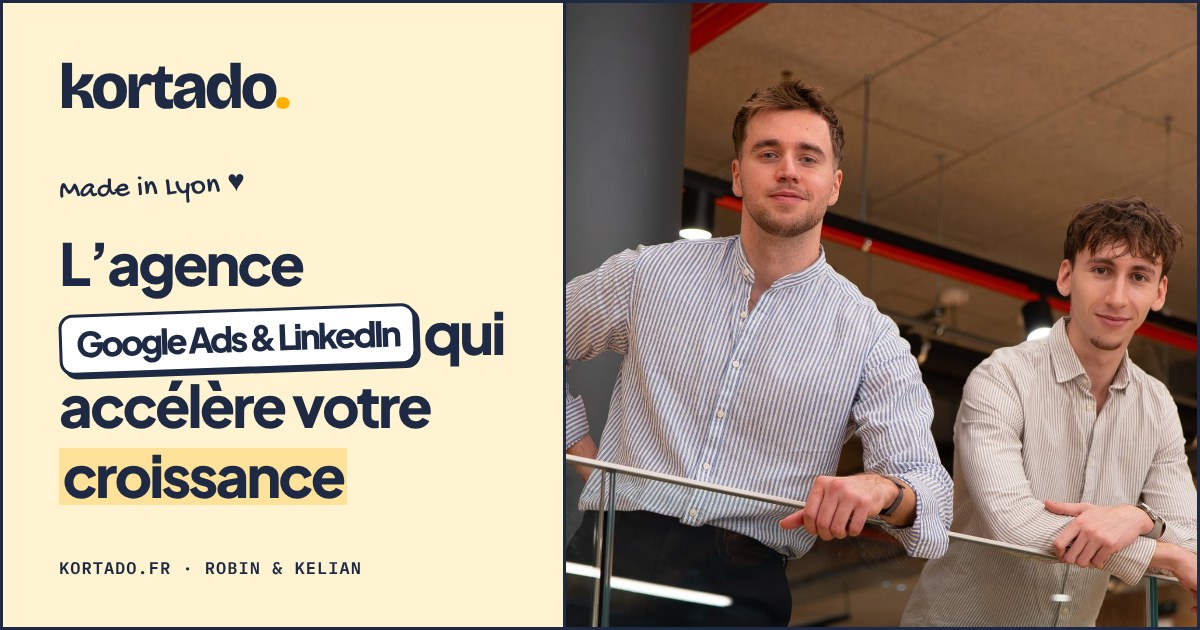 kortado.
Made in Lyon ♥
L’agence
Google Ads & LinkedIn qui
accélère votre
croissance
KORTADO.FR · ROBIN & KELIAN